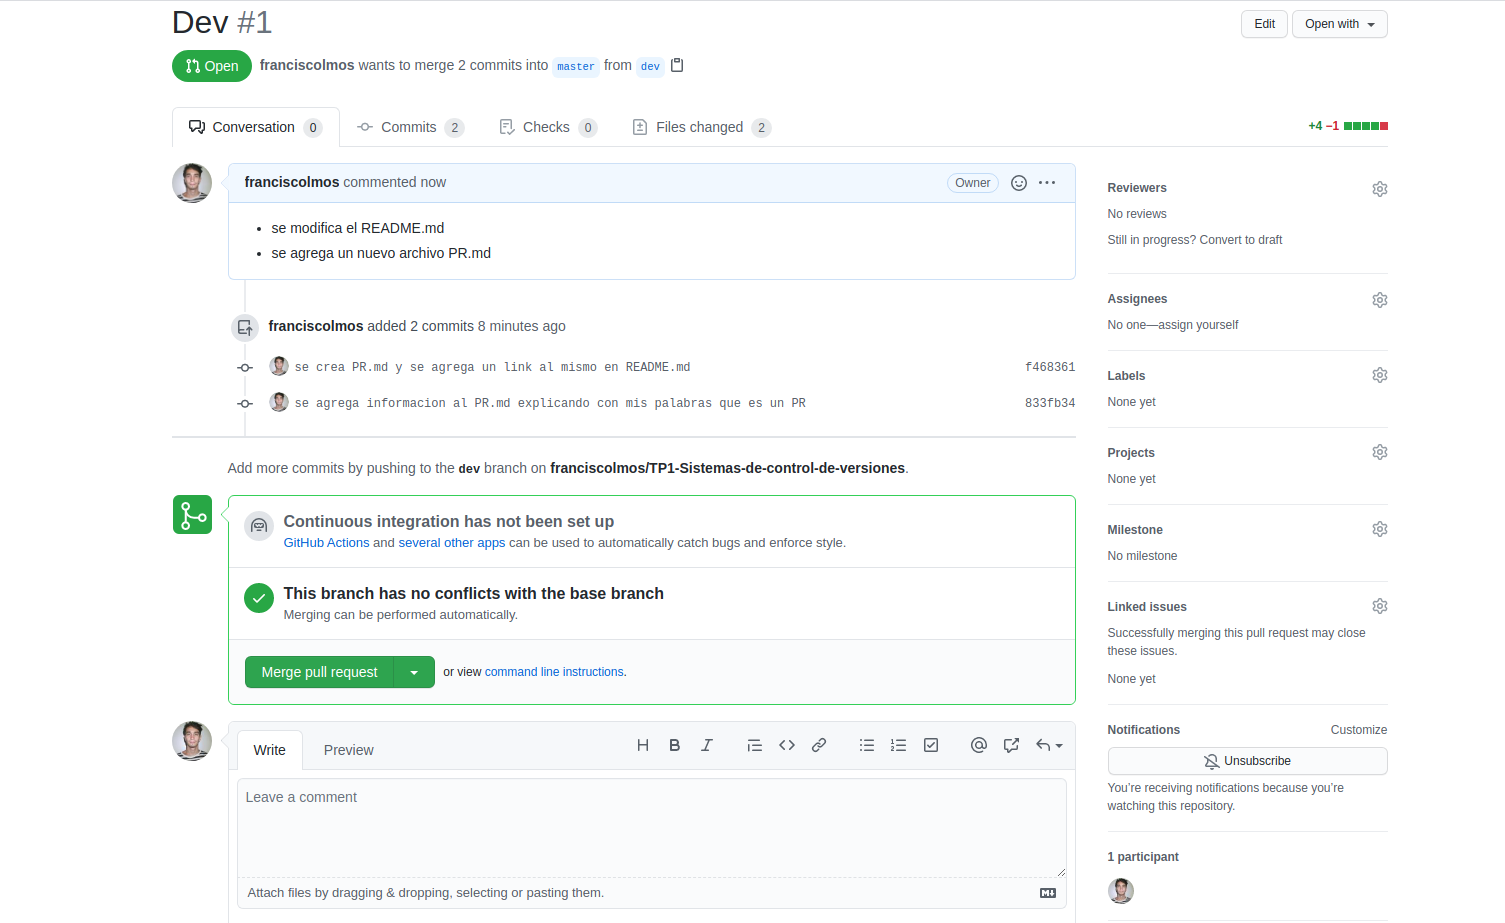 Dev #1
Edit
Open with
Open
franciscolmos wants to merge 2 commits into master from dev
Conversation 0
Commits 2
Checks 0
Files changed 2
+4 −1
franciscolmos commented now
Owner
se modifica el README.md
se agrega un nuevo archivo PR.md
franciscolmos added 2 commits 8 minutes ago
se crea PR.md y se agrega un link al mismo en README.md
f468361
se agrega informacion al PR.md explicando con mis palabras que es un PR
833fb34
Add more commits by pushing to the dev branch on franciscolmos/TP1-Sistemas-de-control-de-versiones.
Continuous integration has not been set up
GitHub Actions and several other apps can be used to automatically catch bugs and enforce style.
This branch has no conflicts with the base branch
Merging can be performed automatically.
Merge pull request
or view command line instructions.
Write
Preview
Leave a comment
Attach files by dragging & dropping, selecting or pasting them.
Reviewers
No reviews
Still in progress? Convert to draft
Assignees
No one—assign yourself
Labels
None yet
Projects
None yet
Milestone
No milestone
Linked issues
Successfully merging this pull request may close
these issues.
None yet
Notifications
Customize
Unsubscribe
You’re receiving notifications because you’re
watching this repository.
1 participant